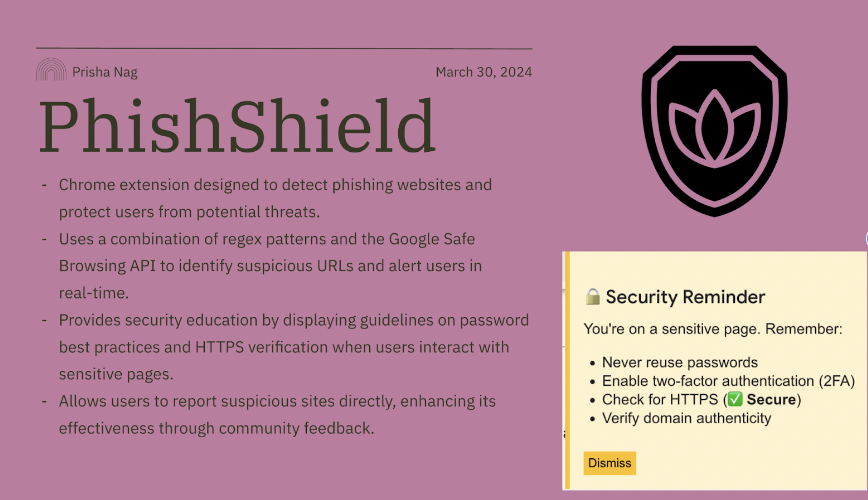 Prisha Nag
March 30, 2024
PhishShield
- Chrome extension designed to detect phishing websites and
protect users from potential threats.
- Uses a combination of regex patterns and the Google Safe
Browsing API to identify suspicious URLs and alert users in
real-time.
- Provides security education by displaying guidelines on password
best practices and HTTPS verification when users interact with
sensitive pages.
- Allows users to report suspicious sites directly, enhancing its
effectiveness through community feedback.
🔒 Security Reminder
You're on a sensitive page. Remember:
• Never reuse passwords
• Enable two-factor authentication (2FA)
• Check for HTTPS (✅ Secure)
• Verify domain authenticity
Dismiss